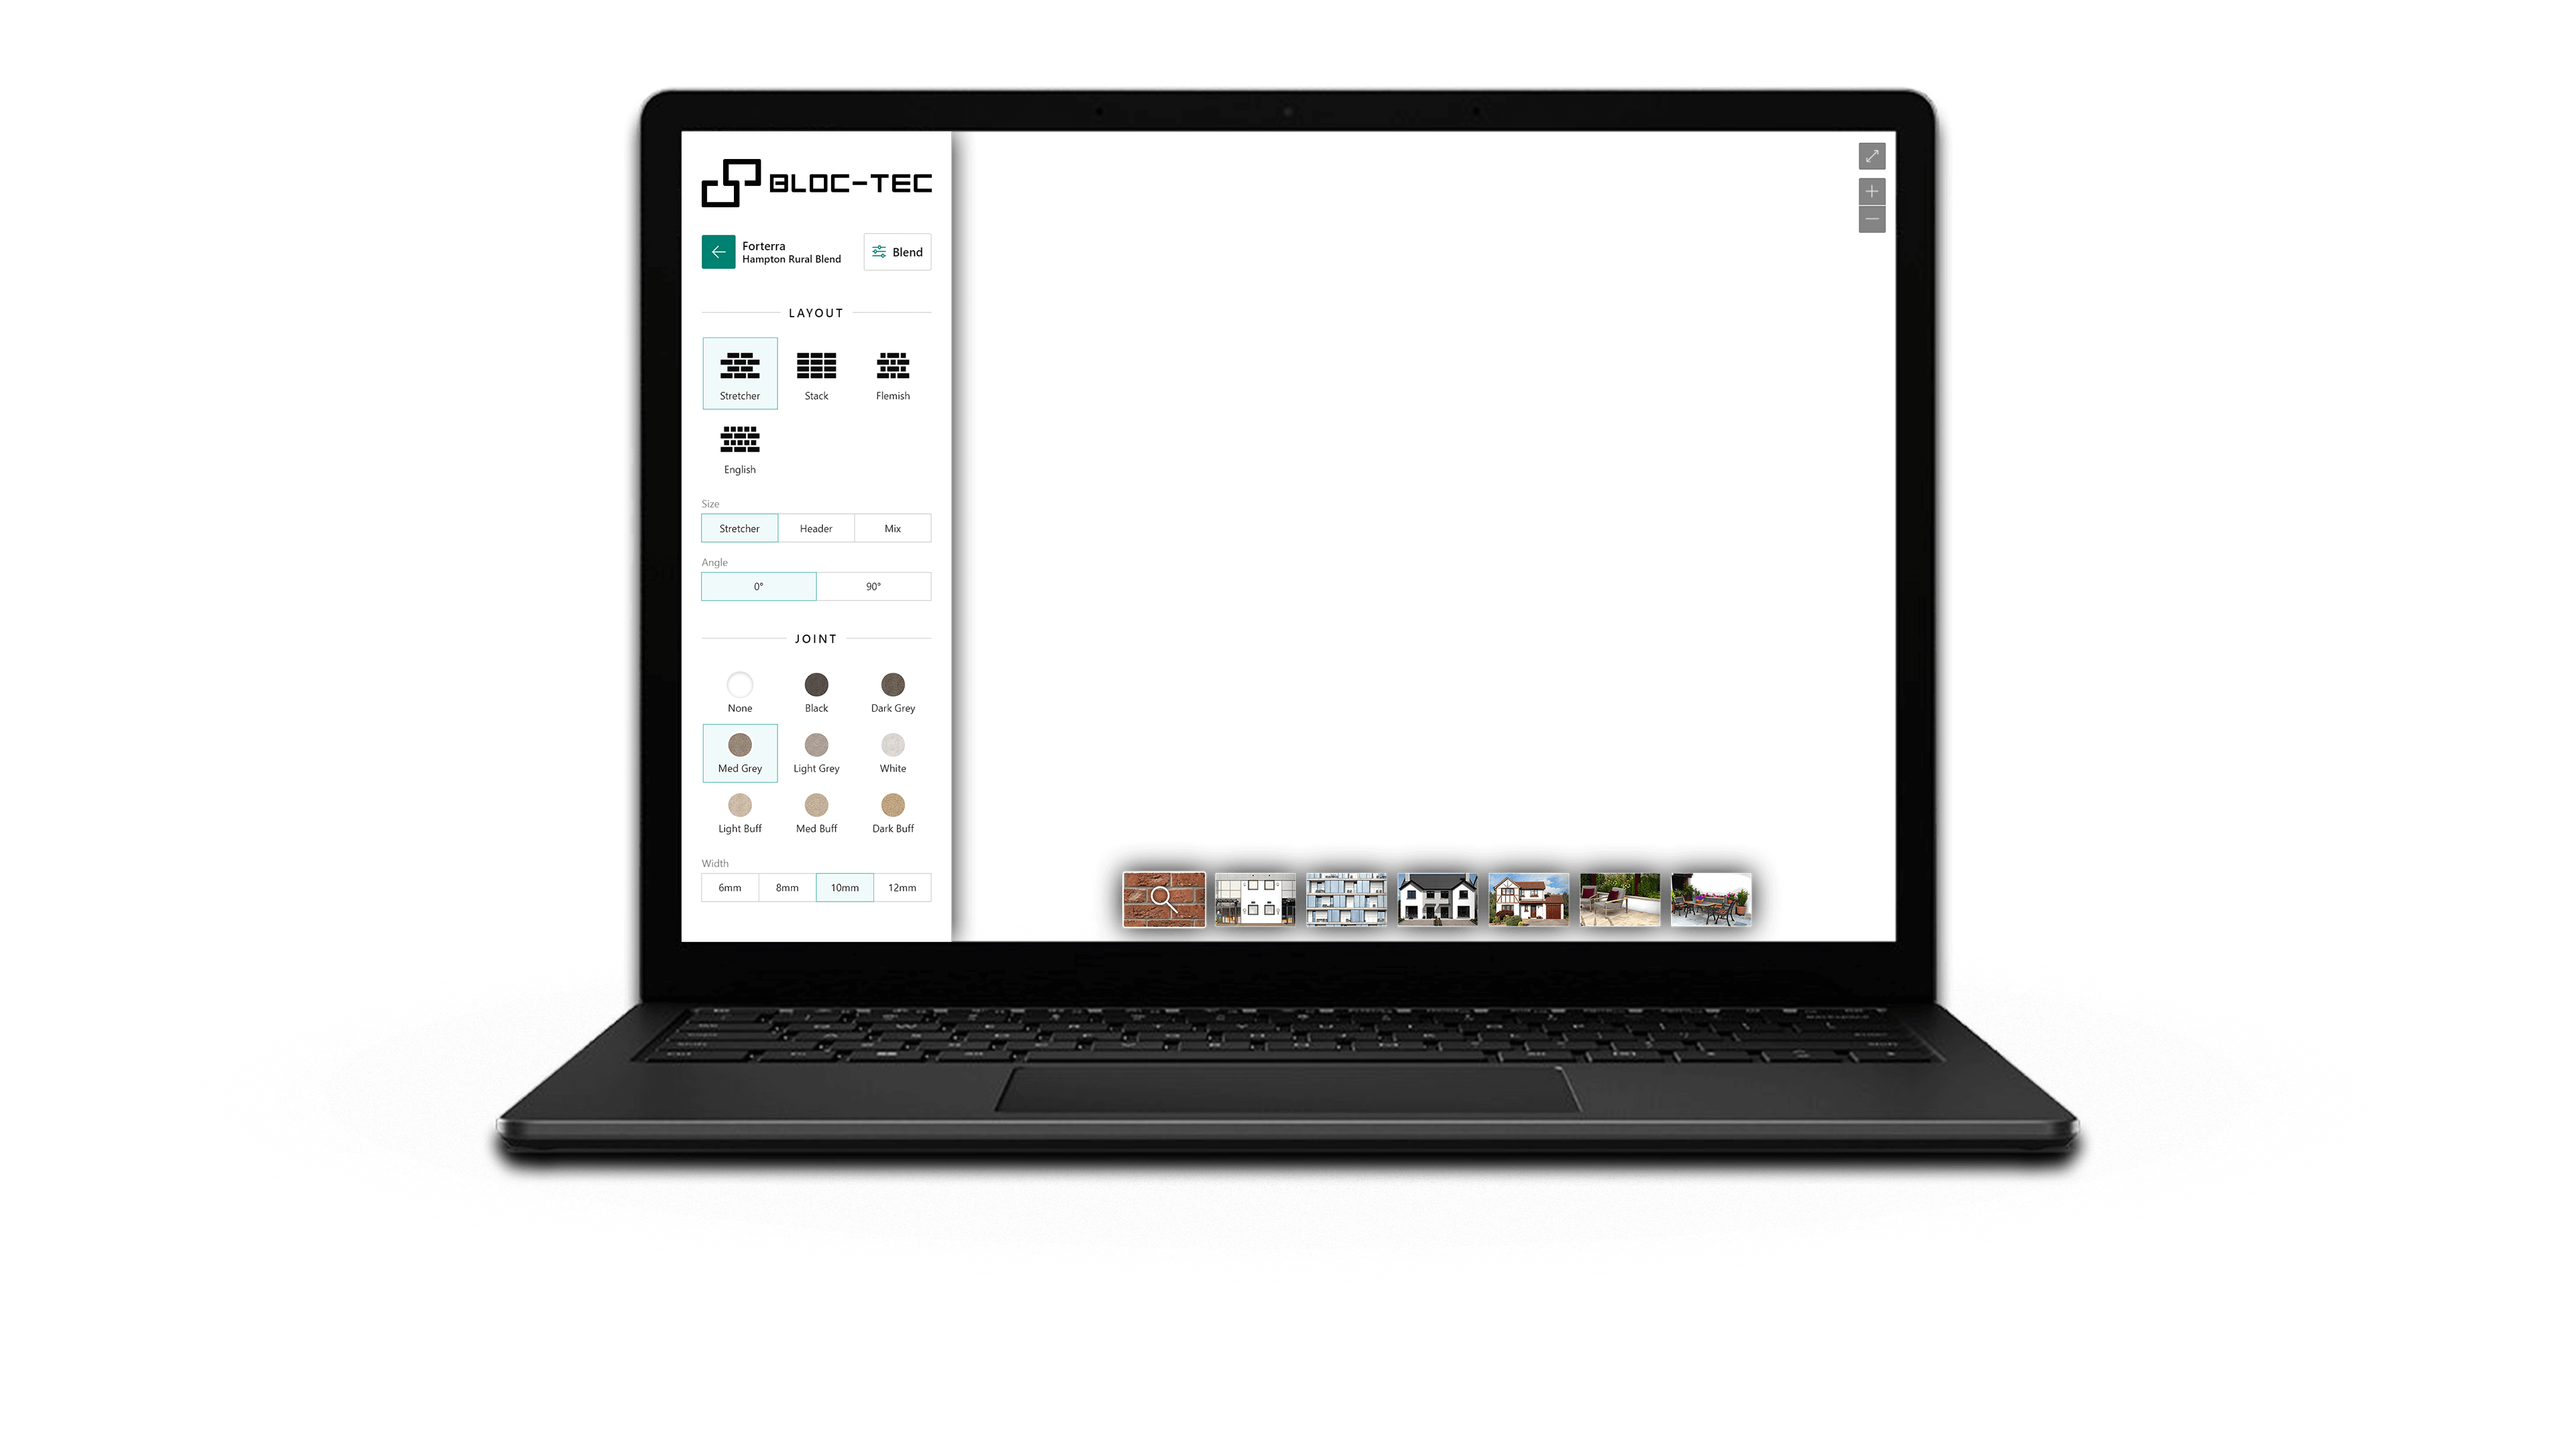 BLOC-TEC
Forterra
Hampton Rural Blend
Blend
LAYOUT
Stretcher
Stack
Flemish
English
Size
Stretcher
Header
Mix
Angle
0°
90°
JOINT
None
Black
Dark Grey
Med Grey
Light Grey
White
Light Buff
Med Buff
Dark Buff
Width
6mm
8mm
10mm
12mm